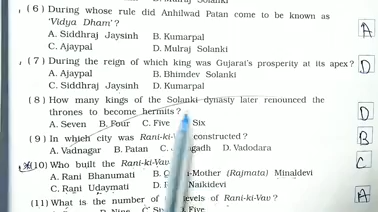 (6) During whose rule did Anhilwad Patan come to be known as
'Vidya Dham'?
A. Siddhraj Jaysinh B. Kumarpal
C. Ajaypal D. Mulraj Solanki
A
(7) During the reign of which king was Gujarat's prosperity at its apex?
A. Ajaypal B. Bhimdev Solanki
C. Siddhraj Jaysinh D. Kumarpal
D
(8) How many kings of the Solanki dynasty later renounced the
thrones to become hermits?
A. Seven B. Four C. Five Six
D
(9) In which city was Rani-ki- constructed?
A. Vadnagar B. Patan C. D. Vadodara
B
(10) Who built the Rani-ki-Vav
A. Rani Bhanumati B. -Mother (Rajmata) Minaldevi
C. Rani Udaymati Naikidevi
C
(11) What is the number of levels of Rani-ki-Vav?
Nine C. Six Five
A